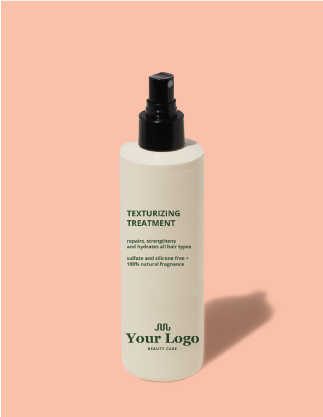 TEXTURIZING
TREATMENT
repairs, strengthens
and hydrates all hair types
sulfate and silicone free +
100% natural fragrance
Your Logo
BEAUTY CARE